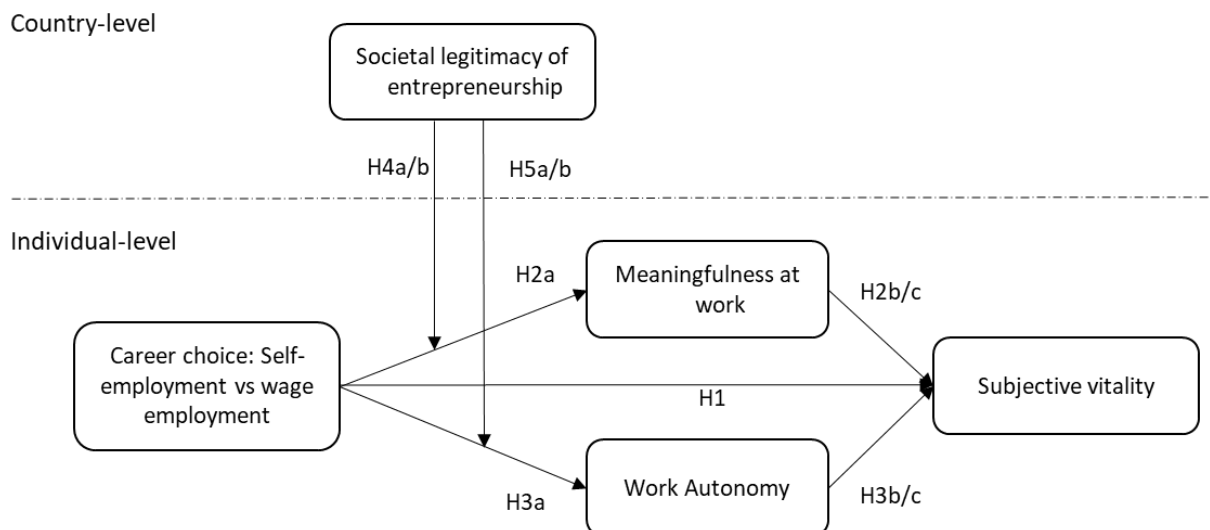 Country-level
Societal legitimacy of
entrepreneurship
H4a/b
H5a/b
Individual-level
H2a
Meaningfulness at
work
H2b/c
Career choice: Self-
employment vs wage
employment
H1
Subjective vitality
H3a
Work Autonomy
H3b/c